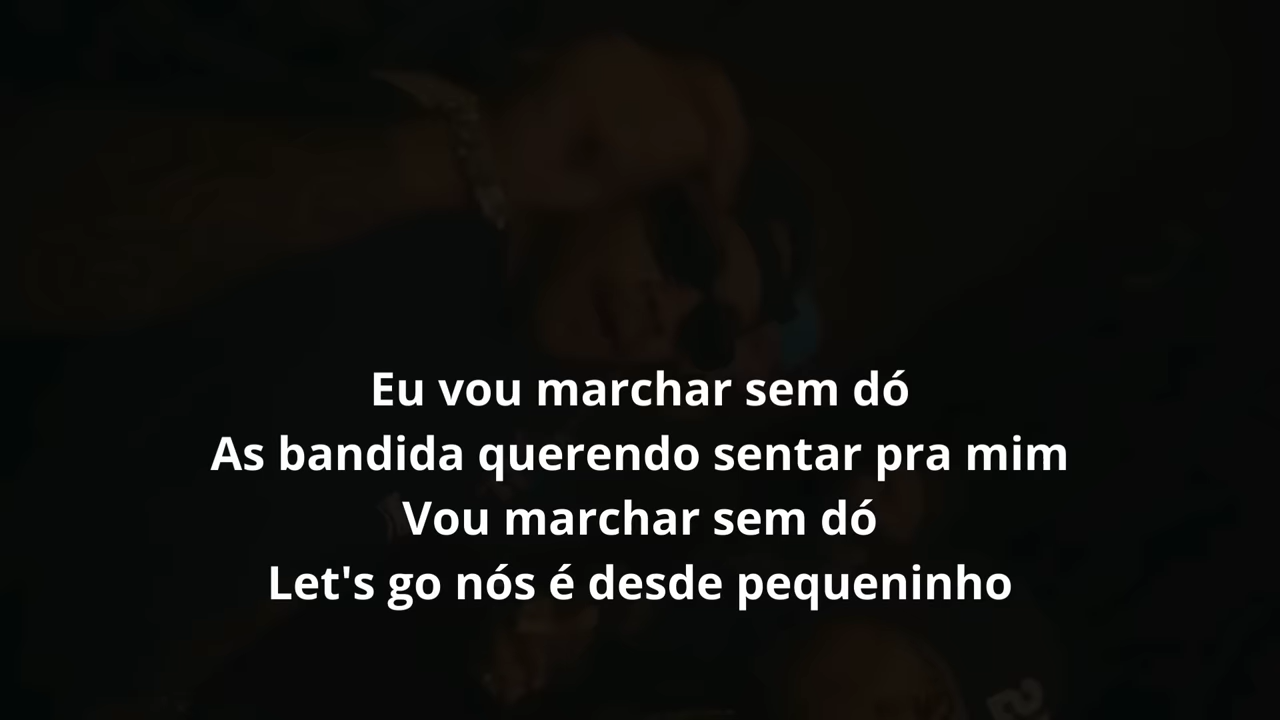 Eu vou marchar sem dó
As bandida querendo sentar pra mim
Vou marchar sem dó
Let's go nós é desde pequeninho